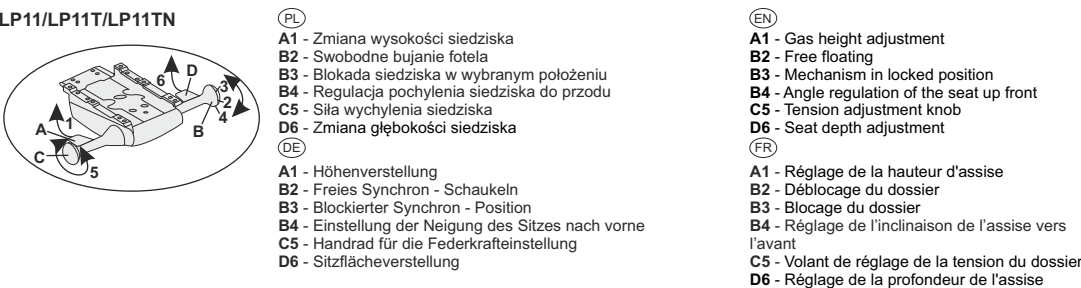 LP11/LP11T/LP11TN
6
D
3
2
4
B
1
A
C
5
PL
A1 - Zmiana wysokości siedziska
B2 - Swobodne bujanie fotela
B3 - Blokada siedziska w wybranym położeniu
B4 - Regulacja pochylenia siedziska do przodu
C5 - Siła wychylenia siedziska
D6 - Zmiana głębokości siedziska
DE
A1 - Höhenverstellung
B2 - Freies Synchron - Schaukeln
B3 - Blockierter Synchron - Position
B4 - Einstellung der Neigung des Sitzes nach vorne
C5 - Handrad für die Federkrafteinstellung
D6 - Sitzflächeverstellung
EN
A1 - Gas height adjustment
B2 - Free floating
B3 - Mechanism in locked position
B4 - Angle regulation of the seat up front
C5 - Tension adjustment knob
D6 - Seat depth adjustment
FR
A1 - Réglage de la hauteur d'assise
B2 - Déblocage du dossier
B3 - Blocage du dossier
B4 - Réglage de l’inclinaison de l’assise vers
l’avant
C5 - Volant de réglage de la tension du dossier
D6 - Réglage de la profondeur de l'assise